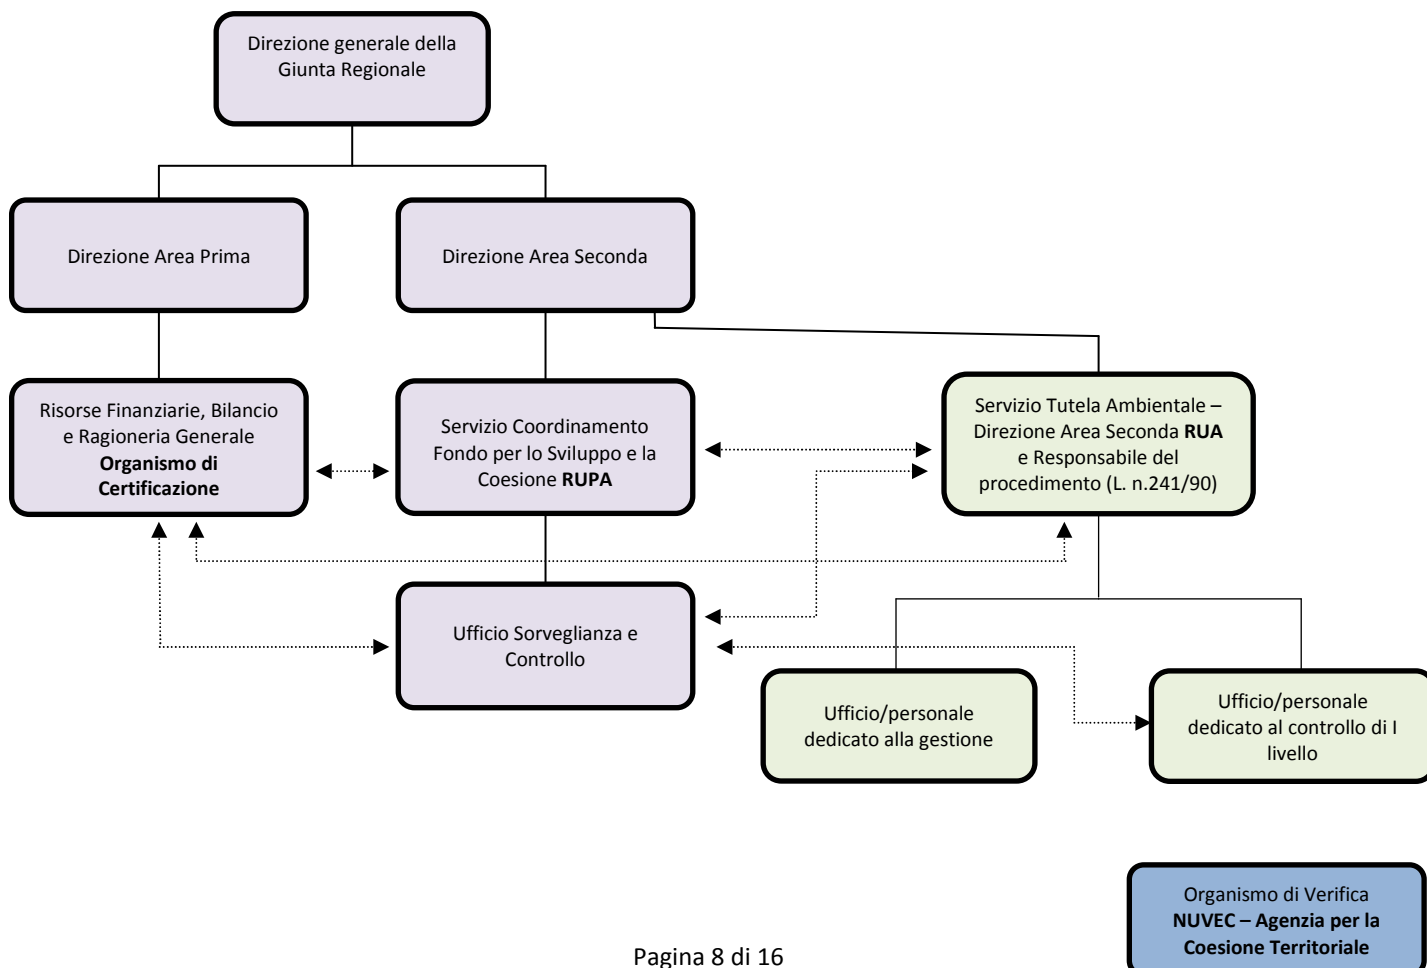 Direzione generale della
Giunta Regionale
Direzione Area Prima
Direzione Area Seconda
Risorse Finanziarie, Bilancio
e Ragioneria Generale
Organismo di
Certificazione
Servizio Coordinamento
Fondo per lo Sviluppo e la
Coesione RUPA
Servizio Tutela Ambientale –
Direzione Area Seconda RUA
e Responsabile del
procedimento (L. n.241/90)
Ufficio Sorveglianza e
Controllo
Ufficio/personale
dedicato alla gestione
Ufficio/personale
dedicato al controllo di I
livello
Organismo di Verifica
NUVEC – Agenzia per la
Coesione Territoriale
Pagina 8 di 16